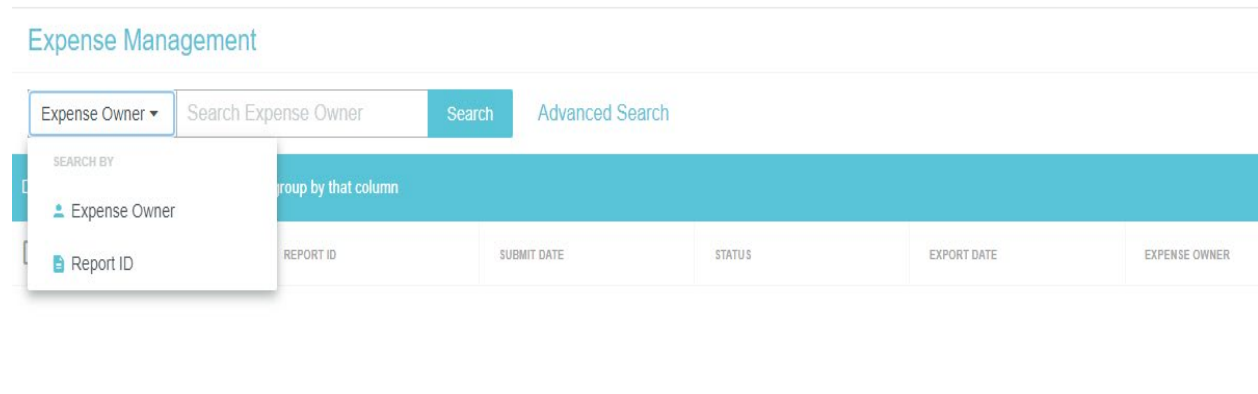 Expense Management
Expense Owner Search Expense Owner Search Advanced Search
SEARCH BY
group by that column
Expense Owner
REPORT ID SUBMIT DATE STATUS EXPORT DATE EXPENSE OWNER
Report ID